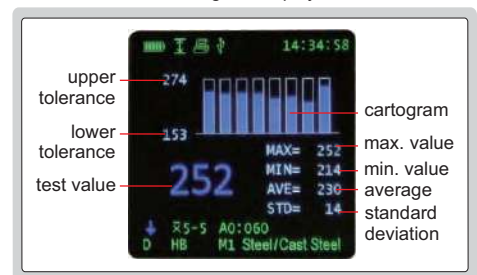 14:34:58
upper tolerance
274
cartogram
lower tolerance
153
MAX= 252
max. value
test value
252
MIN= 214
min. value
AVE= 230
average
STD= 14
standard deviation
x̄5-5 A0:060
D HB M1 Steel/Cast Steel